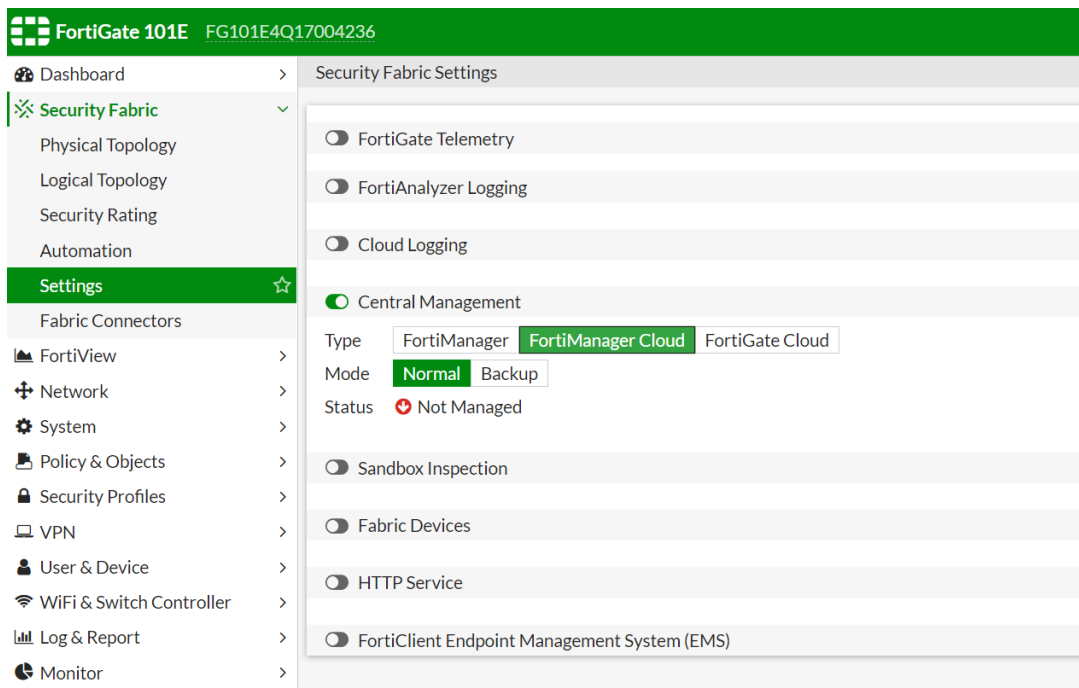 FortiGate 101E FG101E4Q17004236
Dashboard
Security Fabric
Physical Topology
Logical Topology
Security Rating
Automation
Settings
Fabric Connectors
FortiView
Network
System
Policy & Objects
Security Profiles
VPN
User & Device
WiFi & Switch Controller
Log & Report
Monitor
Security Fabric Settings
FortiGate Telemetry
FortiAnalyzer Logging
Cloud Logging
Central Management
Type FortiManager FortiManager Cloud FortiGate Cloud
Mode Normal Backup
Status Not Managed
Sandbox Inspection
Fabric Devices
HTTP Service
FortiClient Endpoint Management System (EMS)